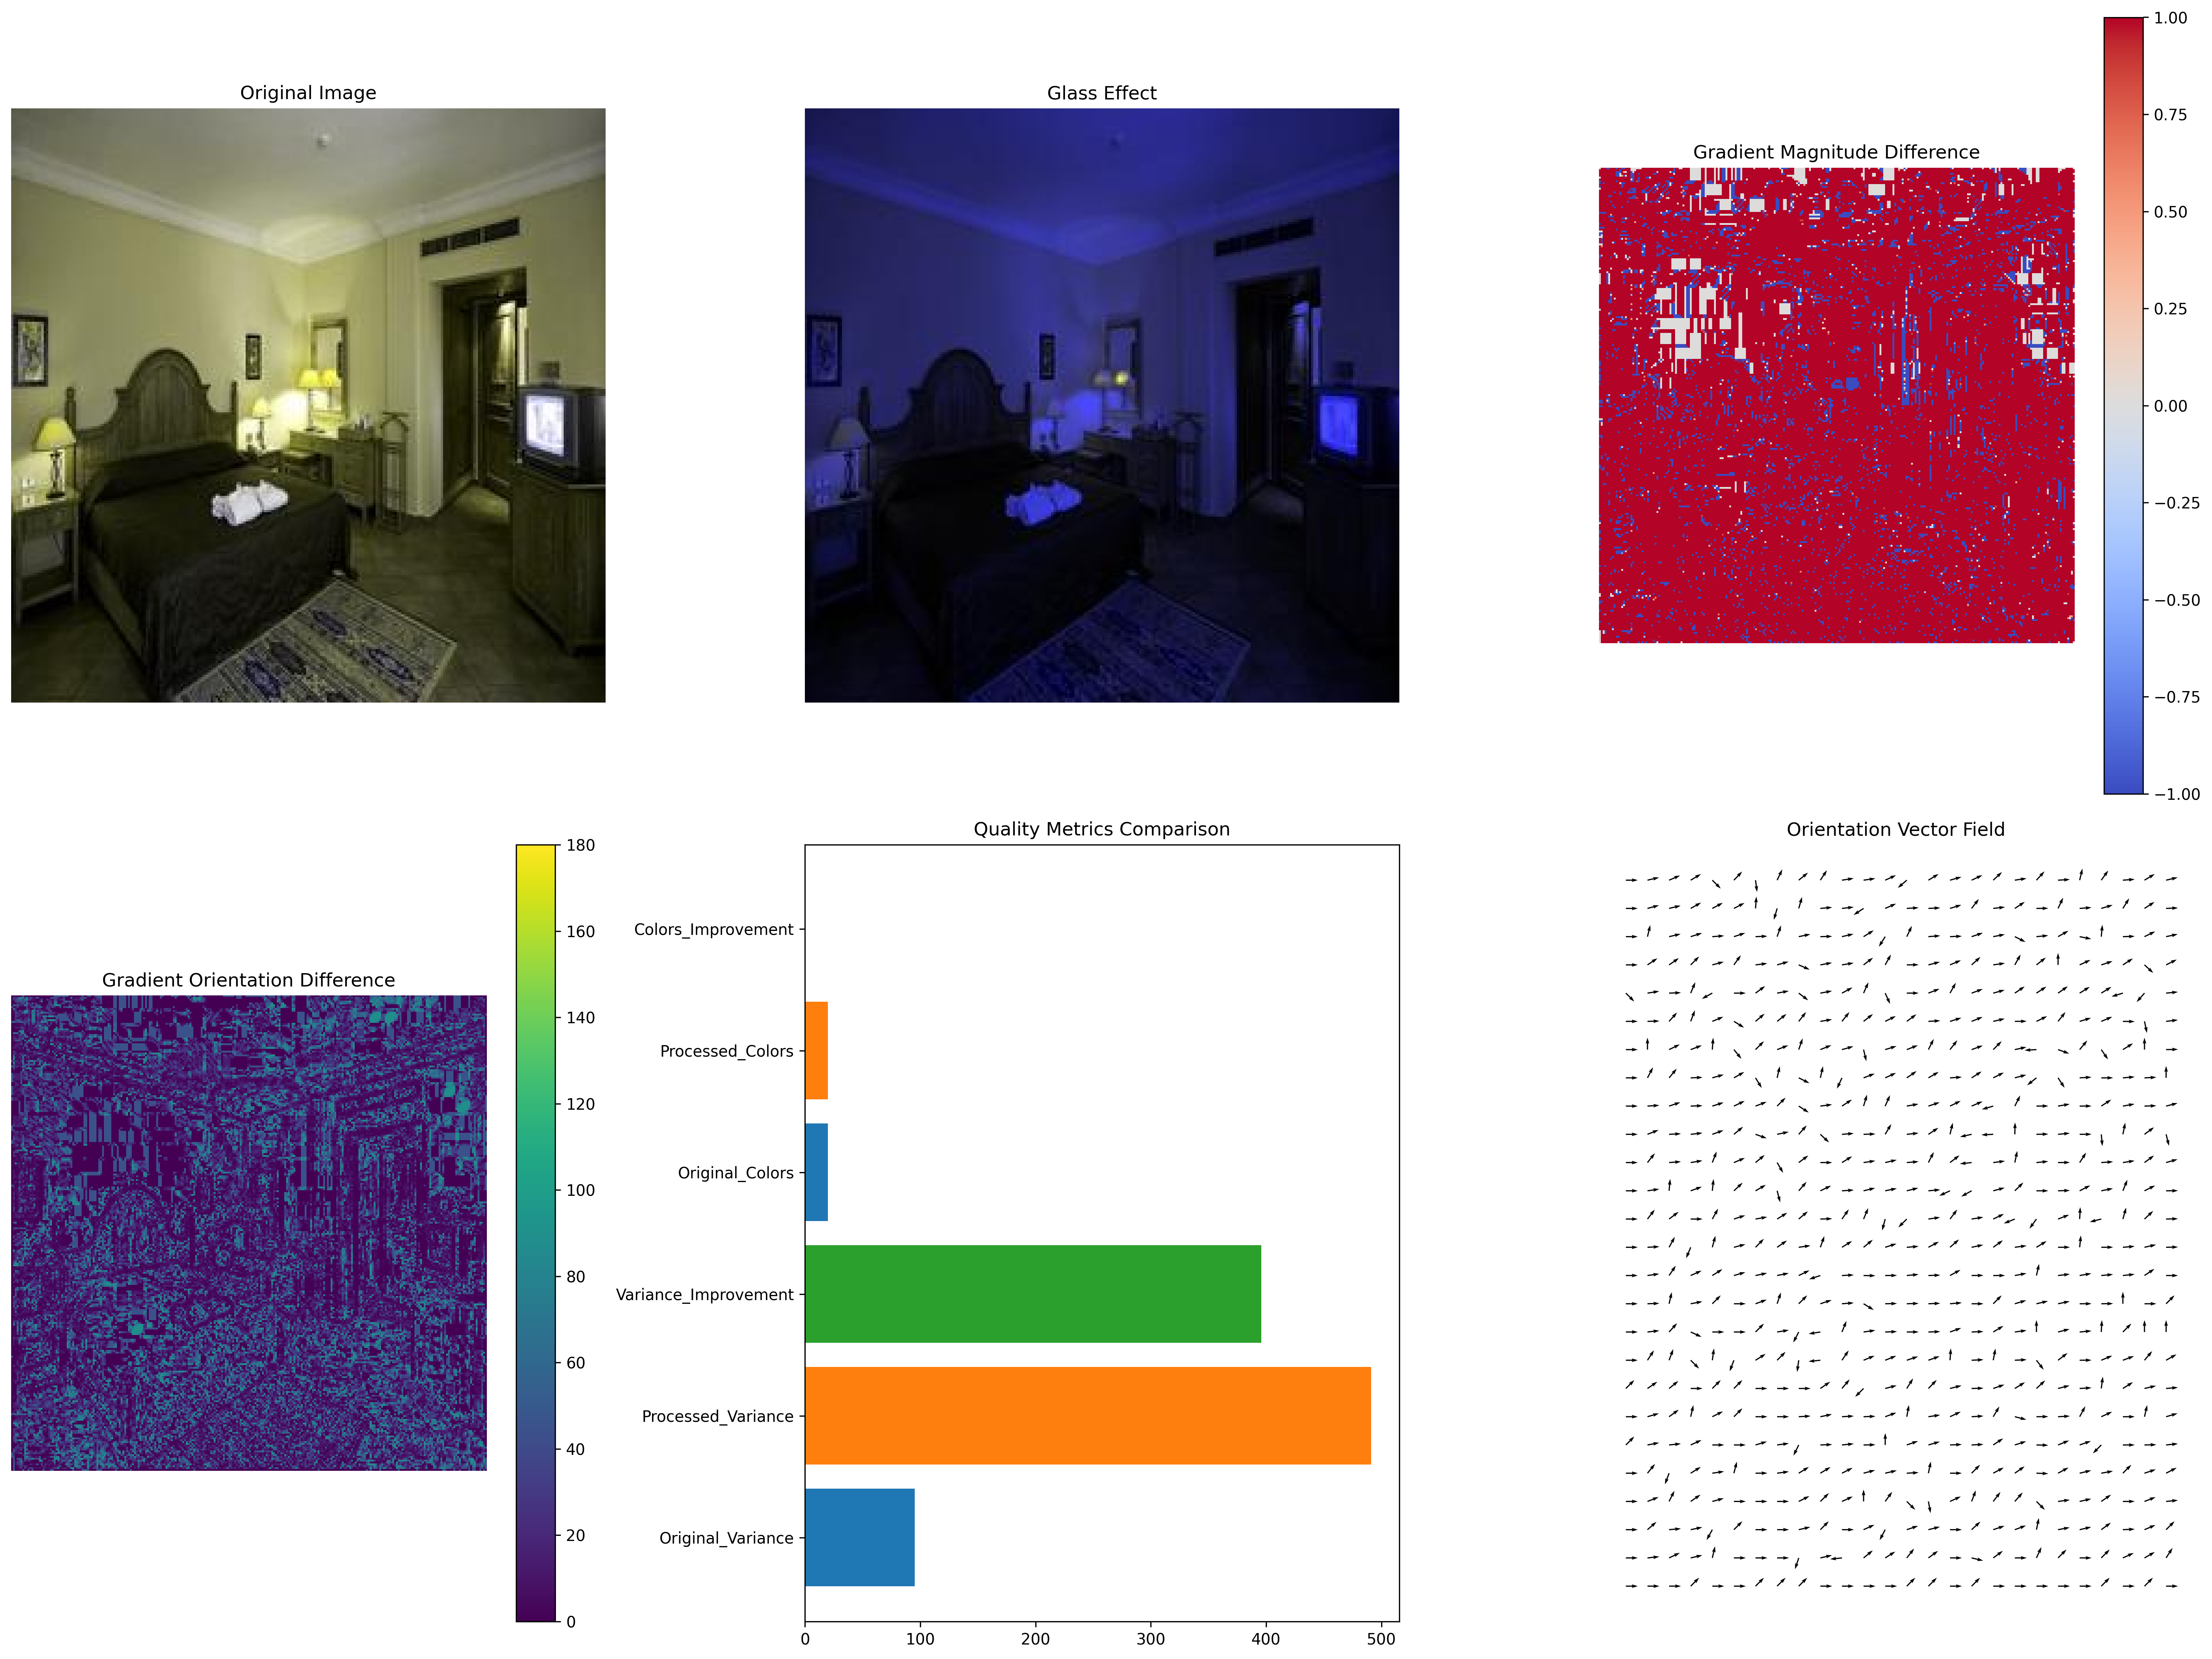 Original Image
Glass Effect
Gradient Magnitude Difference
1.00
0.75
0.50
0.25
0.00
−0.25
−0.50
−0.75
−1.00
Gradient Orientation Difference
180
160
140
120
100
80
60
40
20
0
Quality Metrics Comparison
Colors_Improvement
Processed_Colors
Original_Colors
Variance_Improvement
Processed_Variance
Original_Variance
0 100 200 300 400 500
Orientation Vector Field